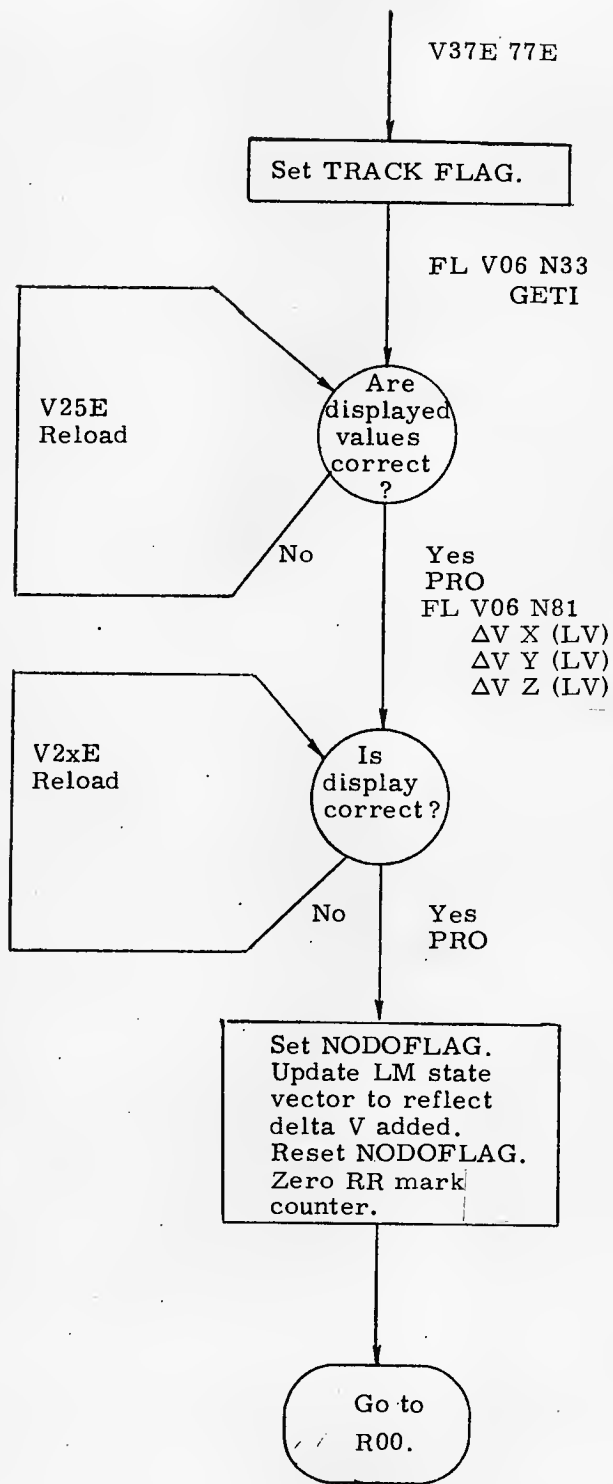 V37E 77E
Set TRACK FLAG.
FL V06 N33
GETI
V25E
Reload
Are
displayed
values
correct
?
No
Yes
PRO
FL V06 N81
ΔV X (LV)
ΔV Y (LV)
ΔV Z (LV)
V2xE
Reload
Is
display
correct?
No
Yes
PRO
Set NODOFLAG.
Update LM state
vector to reflect
delta V added.
Reset NODOFLAG.
Zero RR mark
counter.
Go to
R00.